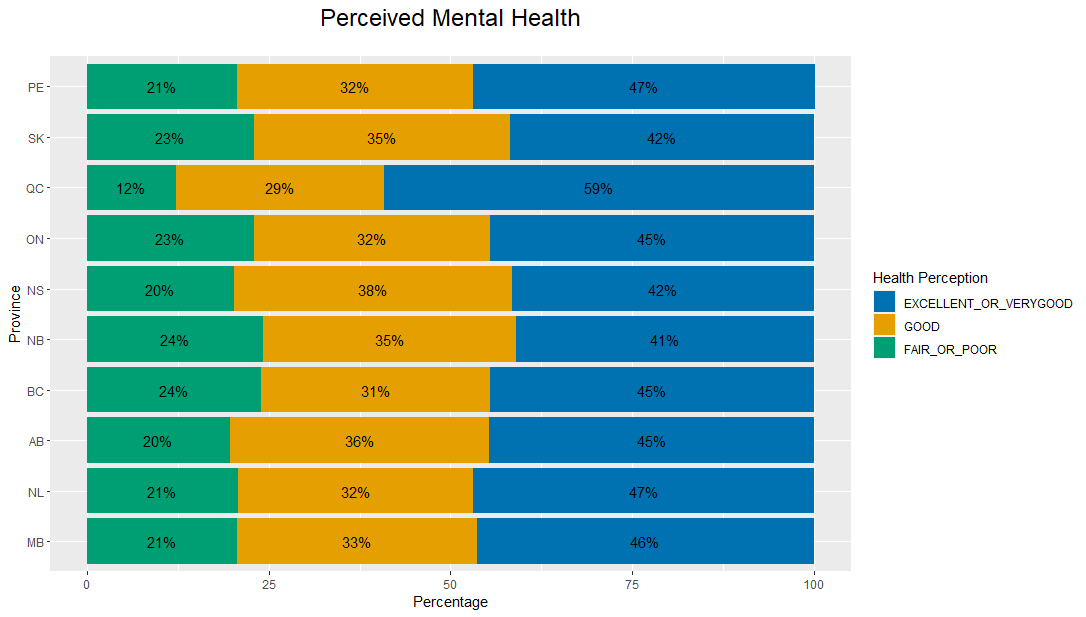 Perceived Mental Health
Province
PE 21% 32% 47%
SK 23% 35% 42%
QC 12% 29% 59%
ON 23% 32% 45%
NS 20% 38% 42%
NB 24% 35% 41%
BC 24% 31% 45%
AB 20% 36% 45%
NL 21% 32% 47%
MB 21% 33% 46%
0 25 50 75 100
Percentage
Health Perception
EXCELLENT_OR_VERYGOOD
GOOD
FAIR_OR_POOR